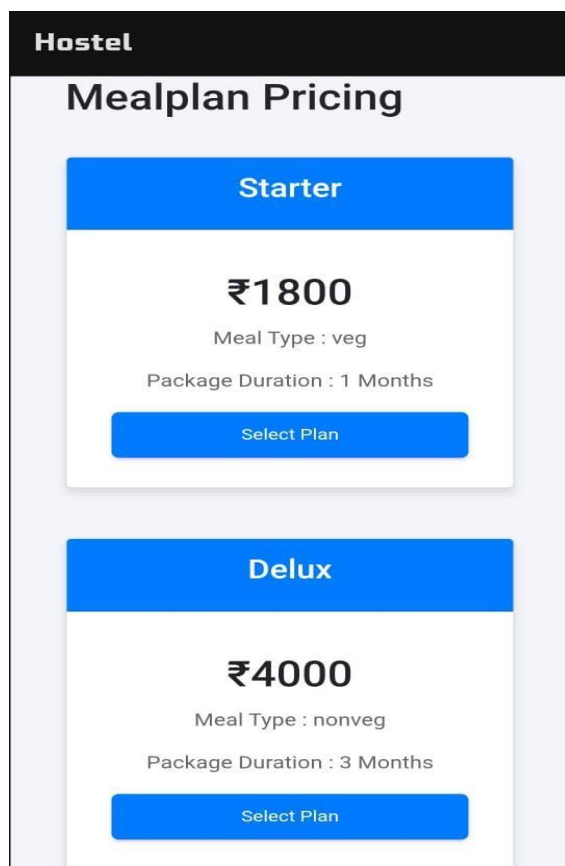 Hostel
Mealplan Pricing
Starter
₹1800
Meal Type : veg
Package Duration : 1 Months
Select Plan
Delux
₹4000
Meal Type : nonveg
Package Duration : 3 Months
Select Plan